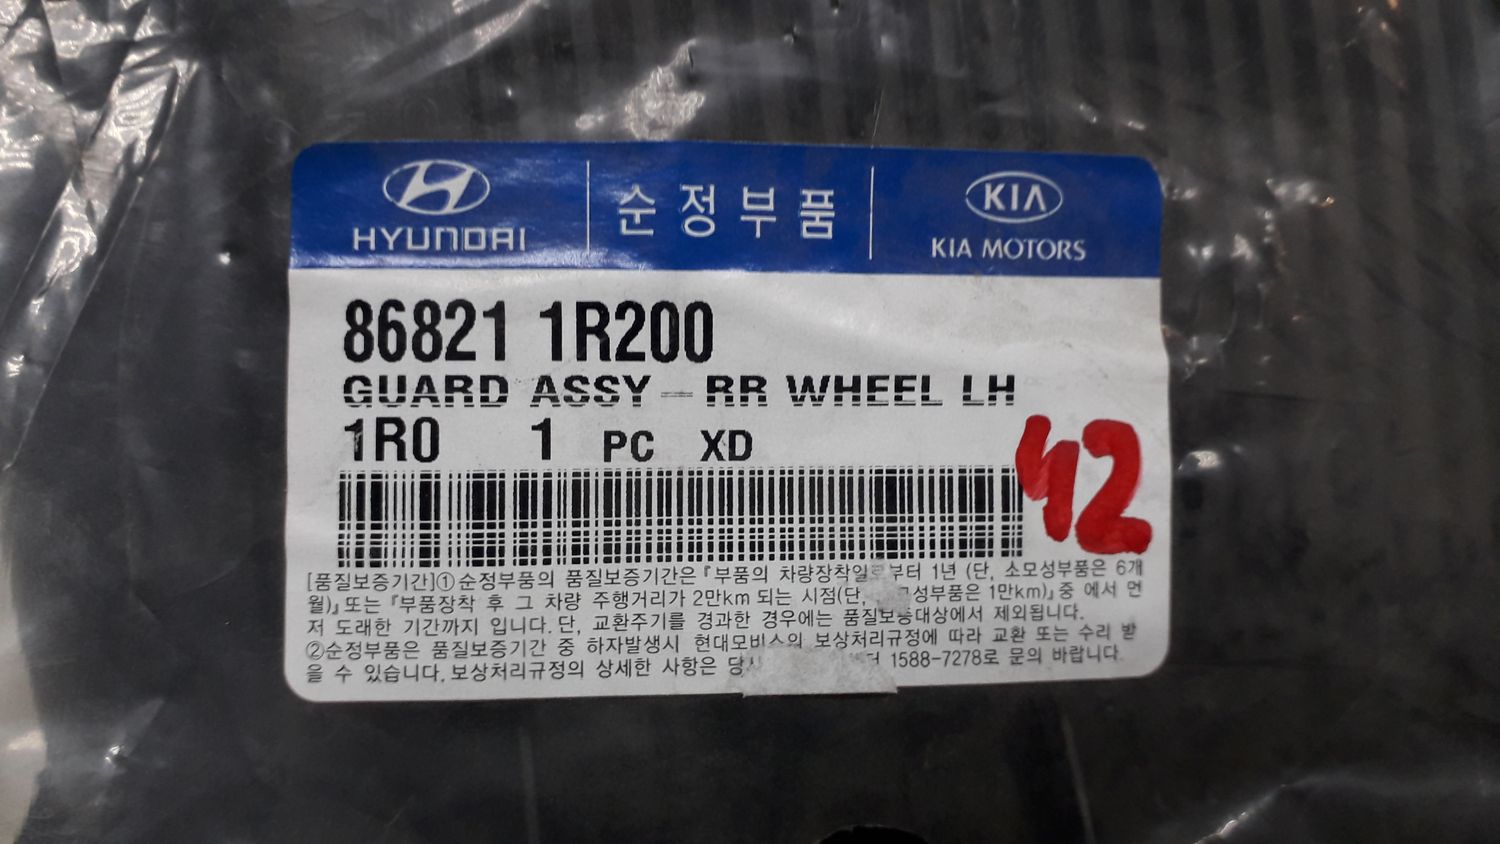 HYUNDAI 순정부품 KIA
KIA MOTORS
86821 1R200
GUARD ASSY - RR WHEEL LH
1R0 1 PC XD
42
[품질보증기간]①순정부품의 품질보증기간은『부품의 차량장착일로부터 1년 (단, 소모성부품은 6개
월)』또는 『부품장착 후 그 차량 주행거리가 2만km 되는 시점(단, 성부품은 1만km)』중 에서 먼
저 도래한 기간까지 입니다. 단, 교환주기를 경과한 경우에는 품질보증대상에서 제외됩니다.
②순정부품은 품질보증기간 중 하자발생시 현대모비스의 보상처리규정에 따라 교환 또는 수리 받
을 수 있습니다. 보상처리규정의 상세한 사항은 1588-7278로 문의 바랍니다.